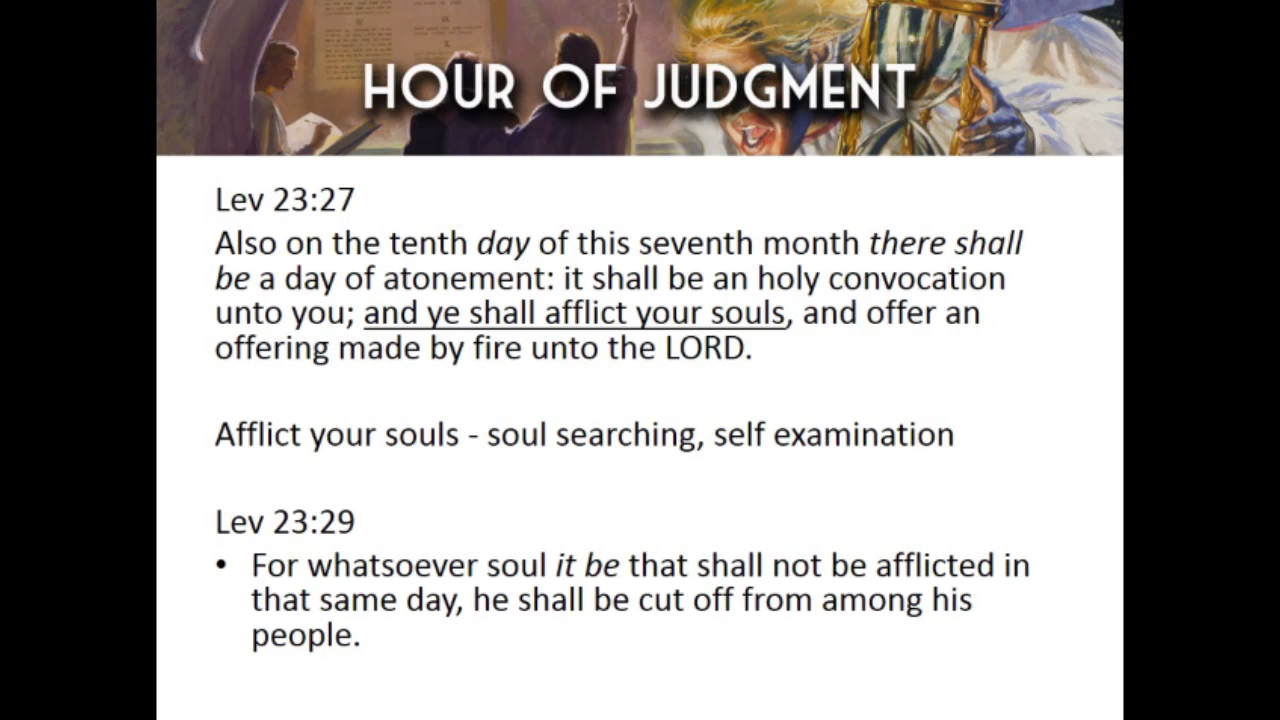 HOUR OF JUDGMENT
Lev 23:27
Also on the tenth day of this seventh month there shall
be a day of atonement: it shall be an holy convocation
unto you; and ye shall afflict your souls, and offer an
offering made by fire unto the LORD.
Afflict your souls - soul searching, self examination
Lev 23:29
• For whatsoever soul it be that shall not be afflicted in
that same day, he shall be cut off from among his
people.